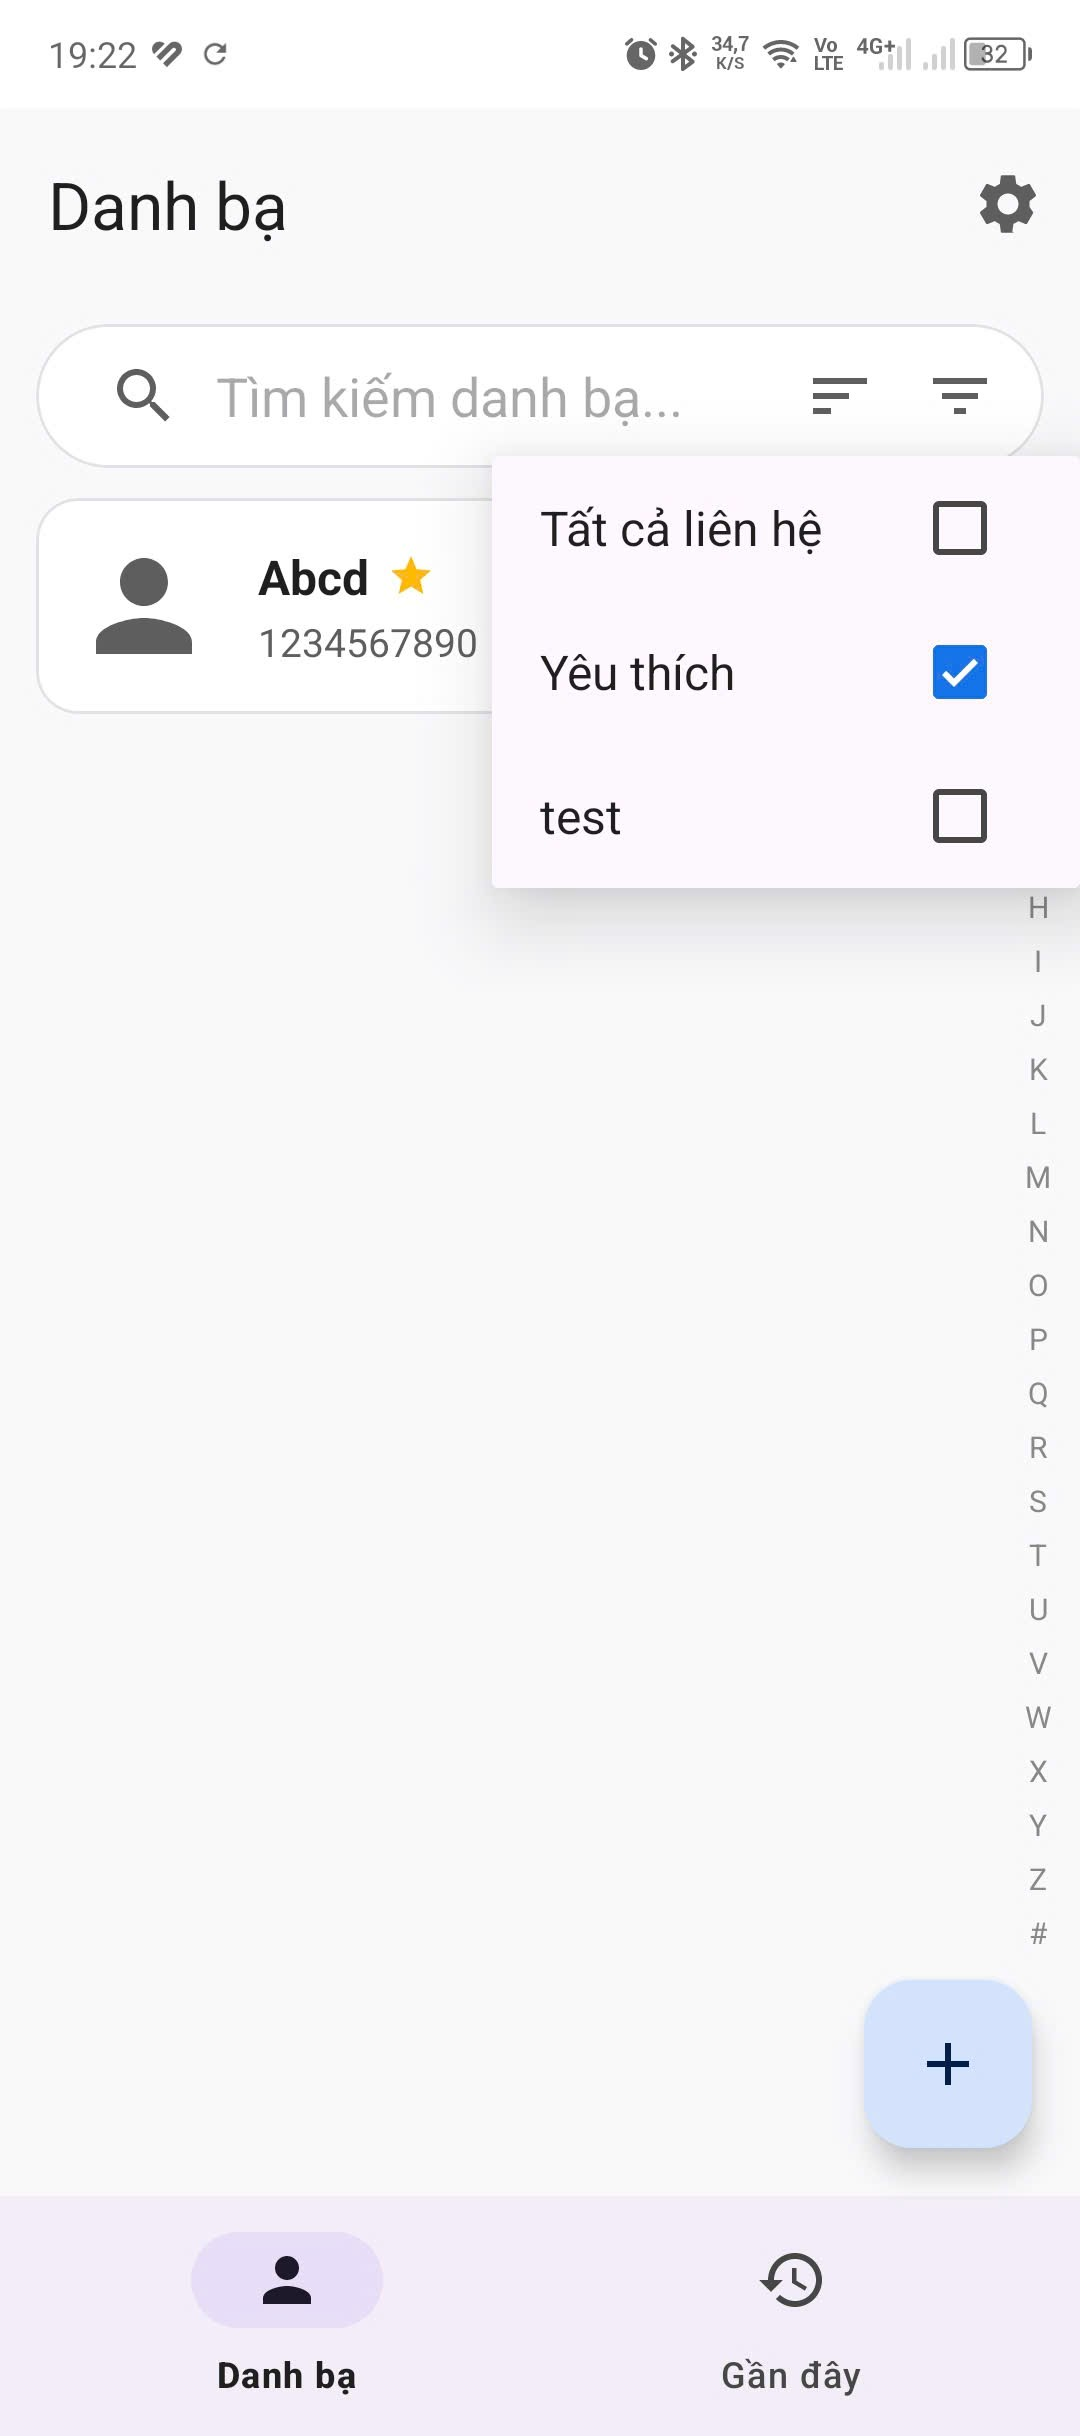 19:22
34,7 K/S
Vo LTE
4G+
32
Danh bạ
Tìm kiếm danh bạ...
Tất cả liên hệ
Abcd
1234567890
Yêu thích
test
H
I
J
K
L
M
N
O
P
Q
R
S
T
U
V
W
X
Y
Z
#
Danh bạ
Gần đây